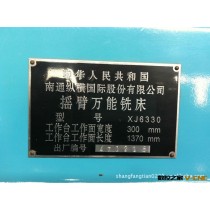 中华人民共和国
南通纵横国际股份有限公司
摇臂万能铣床
型 号 XJ6330
工作台工作面宽度 300 mm
工作台工作面长度 1370 mm
出厂编号